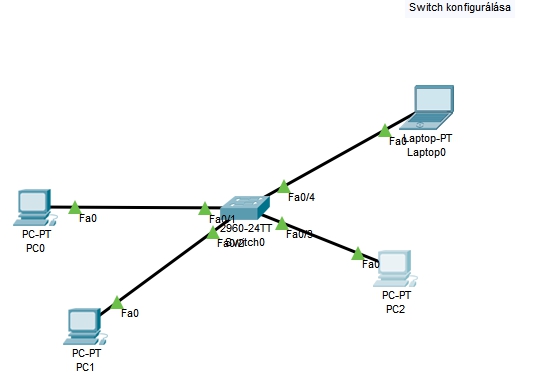 Switch konfigurálása
Laptop-PT
Laptop0
Fa0
Fa0/4
Fa0
Fa0/1
PC-PT
PC0
2960-24TT
Switch0
Fa0/2
Fa0/3
Fa0
PC-PT
PC2
Fa0
PC-PT
PC1